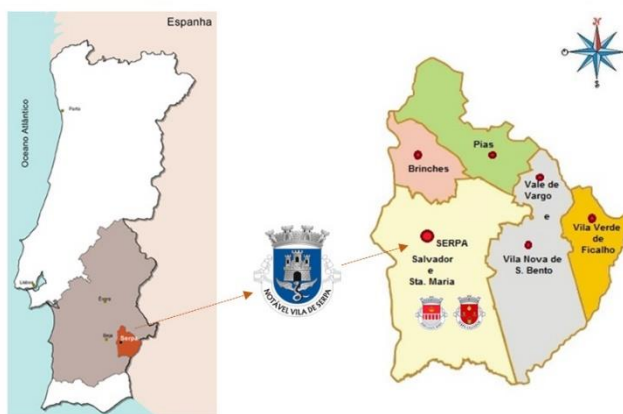 Espanha
Oceano Atlântico
Porto
Lisboa
Évora
Beja
Serpa
NOTÁVEL VILA DE SERPA
N
O
S
Pias
Brinches
Vale de
Vargo
e
Vila Nova de
S. Bento
Vila Verde
de
Ficalho
SERPA
Salvador
e
Sta. Maria